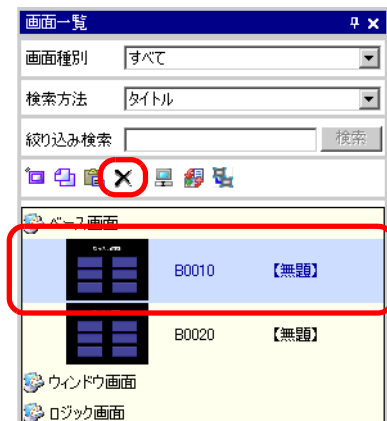 画面一覧
画面種別 すべて
検索方法 タイトル
絞り込み検索 検索
ベース画面
B0010 【無題】
B0020 【無題】
ウィンドウ画面
ロジック画面